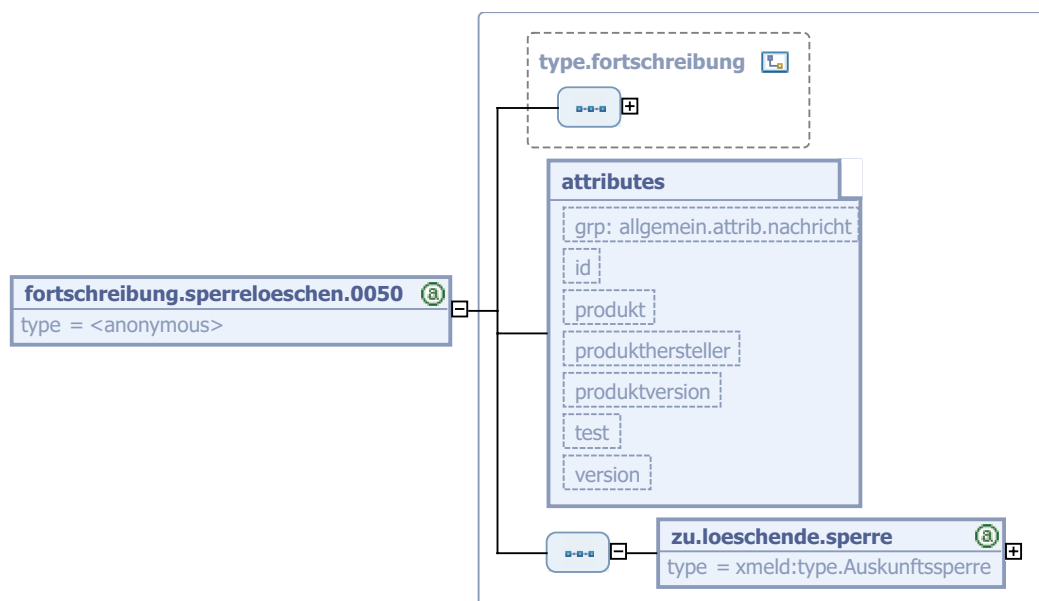 type.fortschreibung
attributes
grp: allgemein.attrib.nachricht
id
produkt
produkthersteller
produktversion
test
version
fortschreibung.sperreloeschen.0050
type = <anonymous>
zu.loeschende.sperre
type = xmeld:type.Auskunftssperre